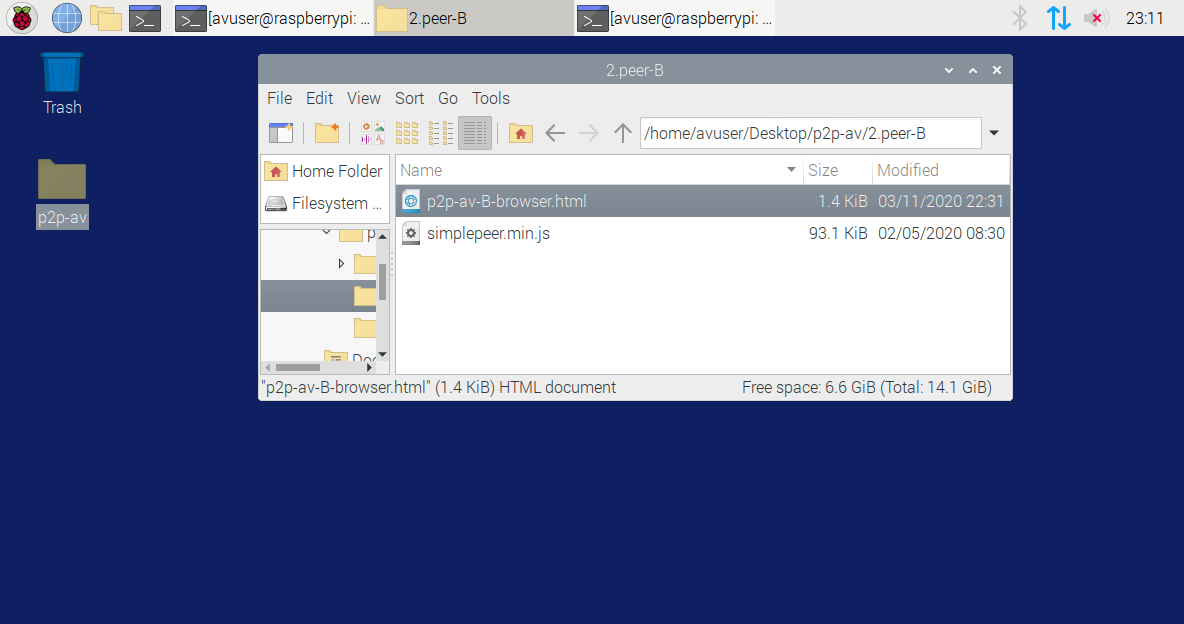 [avuser@raspberrypi: ...
2.peer-B
[avuser@raspberrypi: ...
23:11
Trash
p2p-av
2.peer-B
File Edit View Sort Go Tools
/home/avuser/Desktop/p2p-av/2.peer-B
Home Folder
Filesystem ...
Name Size Modified
p2p-av-B-browser.html 1.4 KiB 03/11/2020 22:31
simplepeer.min.js 93.1 KiB 02/05/2020 08:30
"p2p-av-B-browser.html" (1.4 KiB) HTML document
Free space: 6.6 GiB (Total: 14.1 GiB)